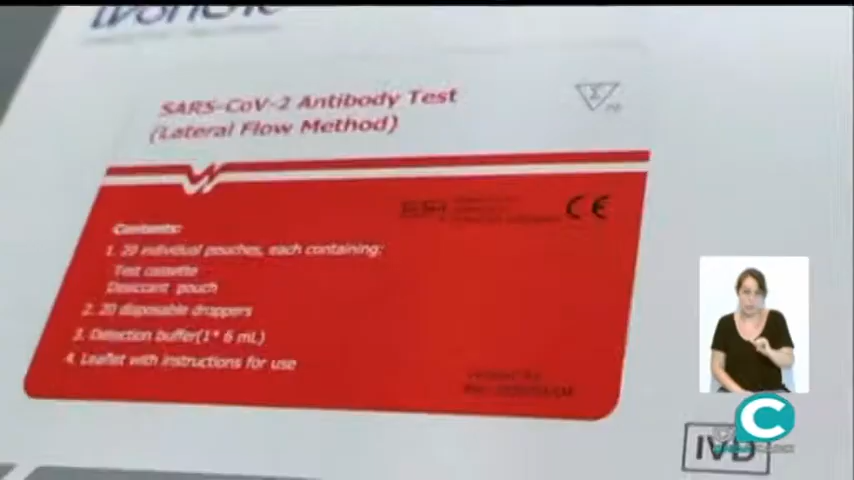 SARS-CoV-2 Antibody Test
(Lateral Flow Method)
CE
Contents:
1. 20 individual pouches, each containing:
Test cassette
Desiccant pouch
2. 20 disposable droppers
3. Detection buffer(1* 6 mL)
4. Leaflet with instructions for use
C
IVD